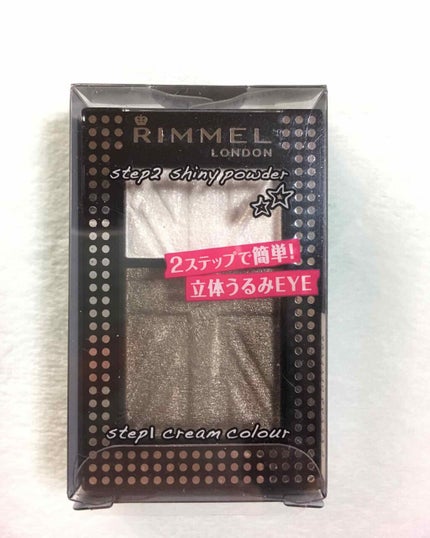 RIMMEL
LONDON
step2 shiny powder
2ステップで簡単!
立体うるみEYE
step1 cream colour